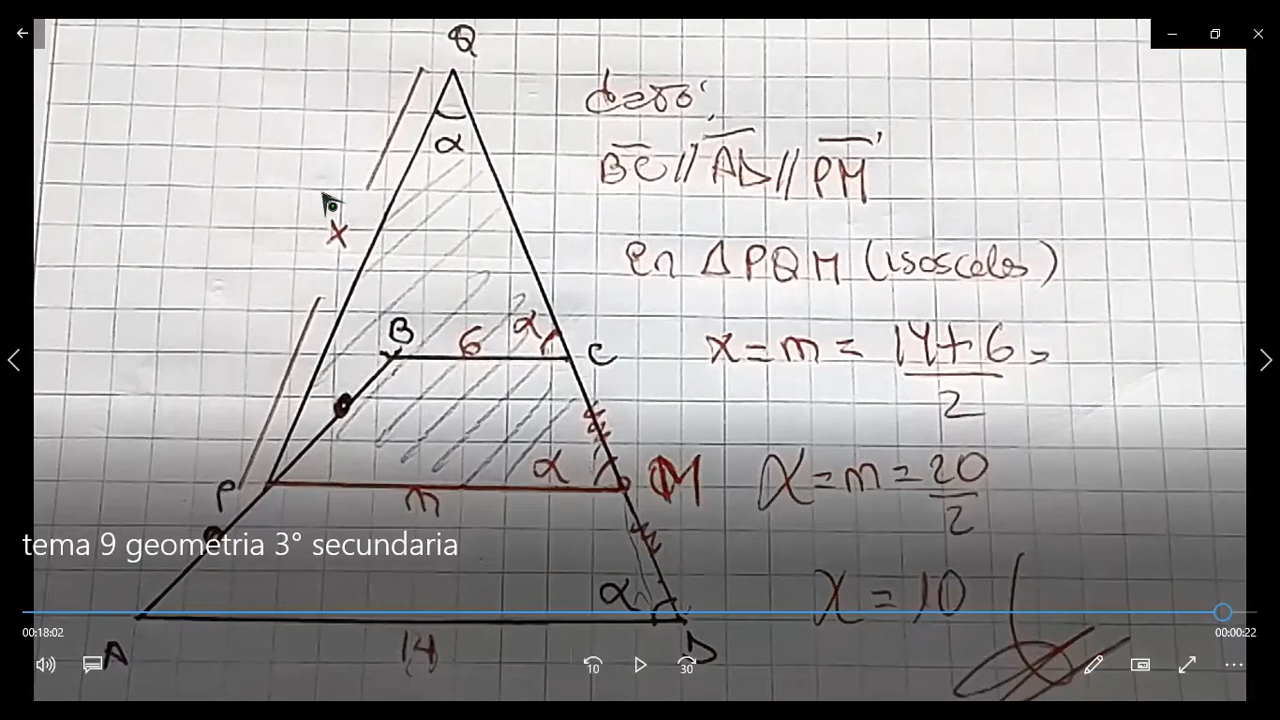 Q
α
BC // AD // PM
x
en Δ PQM (isosceles)
B 6 α C
x = m = 14+6
2
P m α M
x = m = 20
2
tema 9 geometria 3° secundaria
α
x = 10
00:18:02
00:00:22
A 14 D
10
30